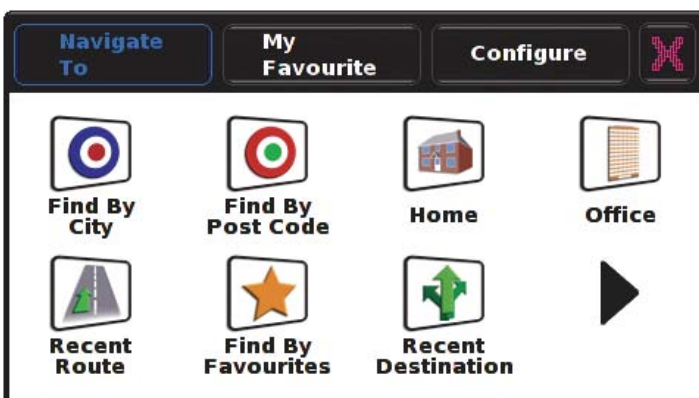 Navigate To
My Favourite
Configure
Find By City
Find By Post Code
Home
Office
Recent Route
Find By Favourites
Recent Destination